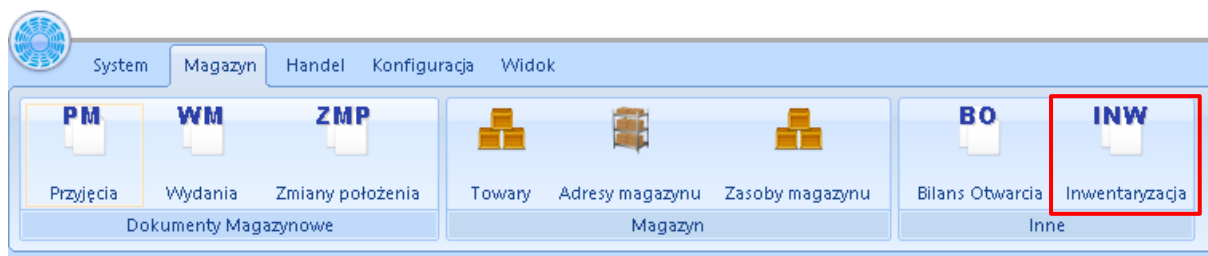 System Magazyn Handel Konfiguracja Widok
PM WM ZMP BO INW
Przyjęcia Wydania Zmiany położenia Towary Adresy magazynu Zasoby magazynu Bilans Otwarcia Inwentaryzacja
Dokumenty Magazynowe Magazyn Inne